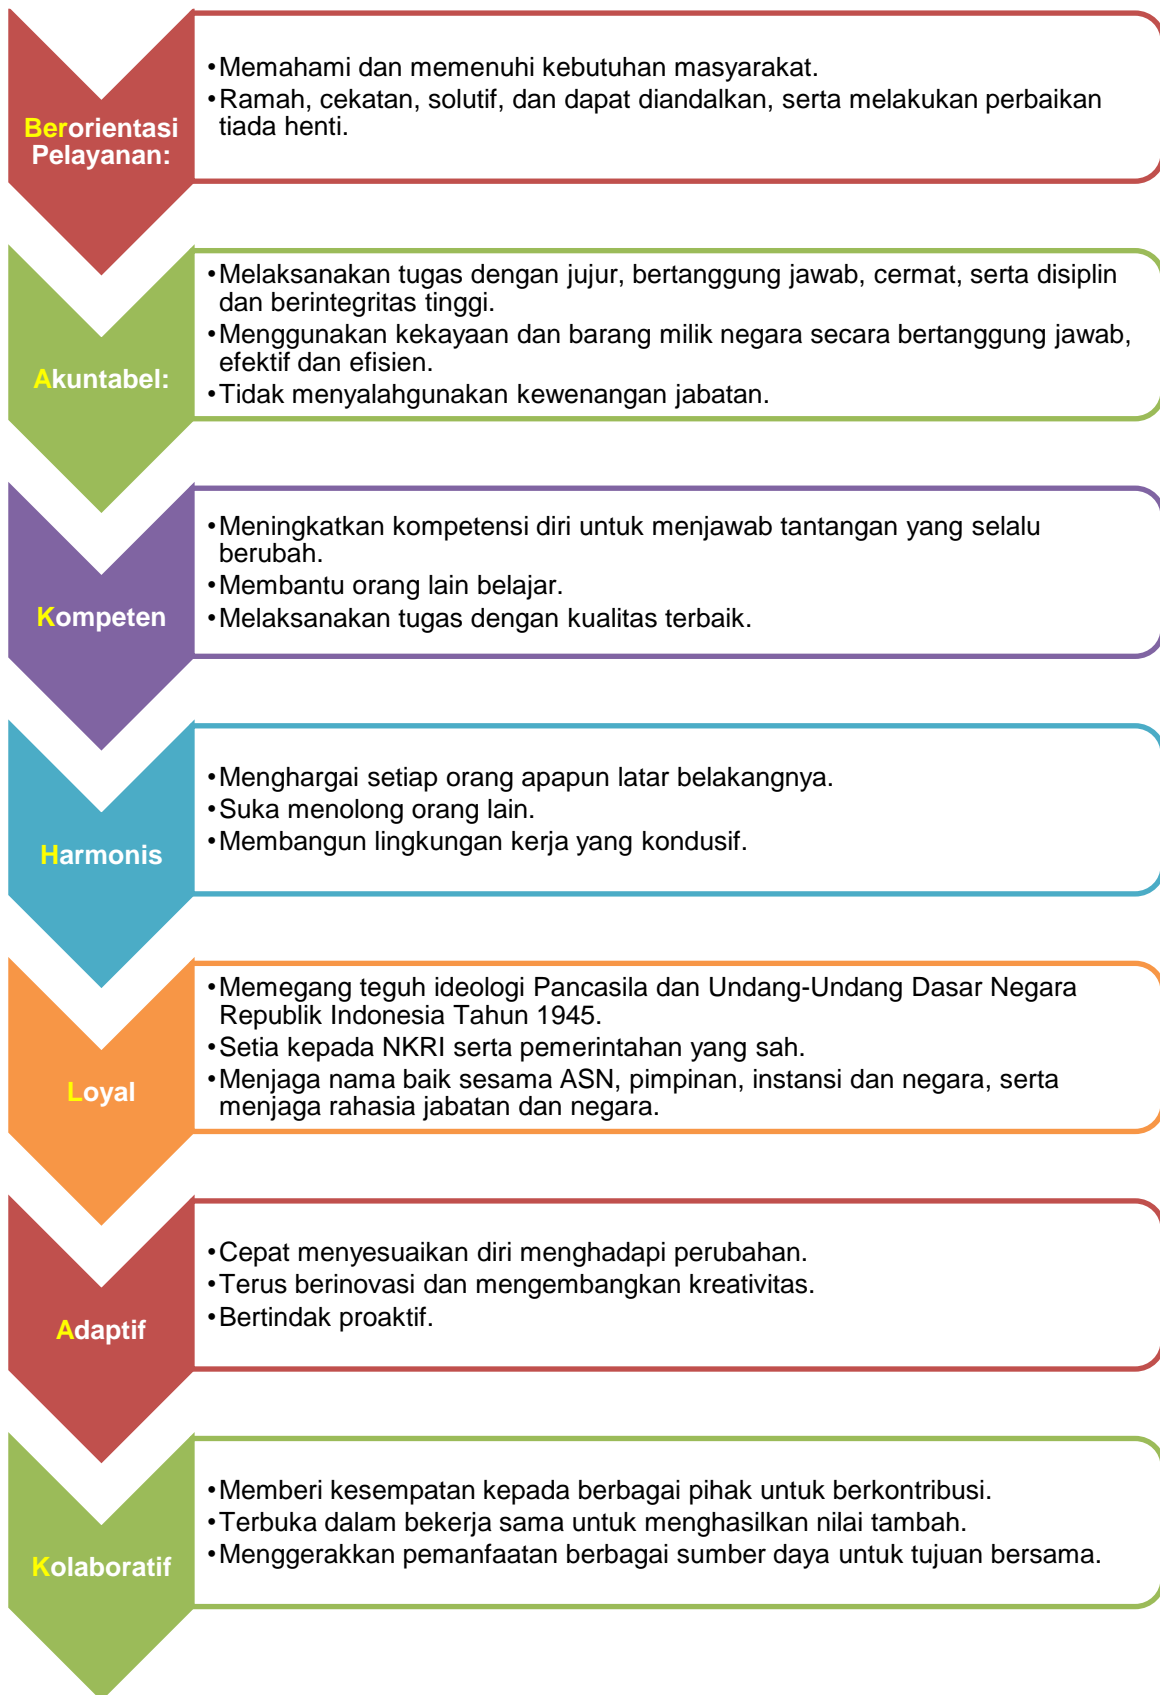 Berorientasi
Pelayanan:
•Memahami dan memenuhi kebutuhan masyarakat.
•Ramah, cekatan, solutif, dan dapat diandalkan, serta melakukan perbaikan
tiada henti.
Akuntabel:
•Melaksanakan tugas dengan jujur, bertanggung jawab, cermat, serta disiplin
dan berintegritas tinggi.
•Menggunakan kekayaan dan barang milik negara secara bertanggung jawab,
efektif dan efisien.
•Tidak menyalahgunakan kewenangan jabatan.
Kompeten
•Meningkatkan kompetensi diri untuk menjawab tantangan yang selalu
berubah.
•Membantu orang lain belajar.
•Melaksanakan tugas dengan kualitas terbaik.
Harmonis
•Menghargai setiap orang apapun latar belakangnya.
•Suka menolong orang lain.
•Membangun lingkungan kerja yang kondusif.
Loyal
•Memegang teguh ideologi Pancasila dan Undang-Undang Dasar Negara
Republik Indonesia Tahun 1945.
•Setia kepada NKRI serta pemerintahan yang sah.
•Menjaga nama baik sesama ASN, pimpinan, instansi dan negara, serta
menjaga rahasia jabatan dan negara.
Adaptif
•Cepat menyesuaikan diri menghadapi perubahan.
•Terus berinovasi dan mengembangkan kreativitas.
•Bertindak proaktif.
Kolaboratif
•Memberi kesempatan kepada berbagai pihak untuk berkontribusi.
•Terbuka dalam bekerja sama untuk menghasilkan nilai tambah.
•Menggerakkan pemanfaatan berbagai sumber daya untuk tujuan bersama.